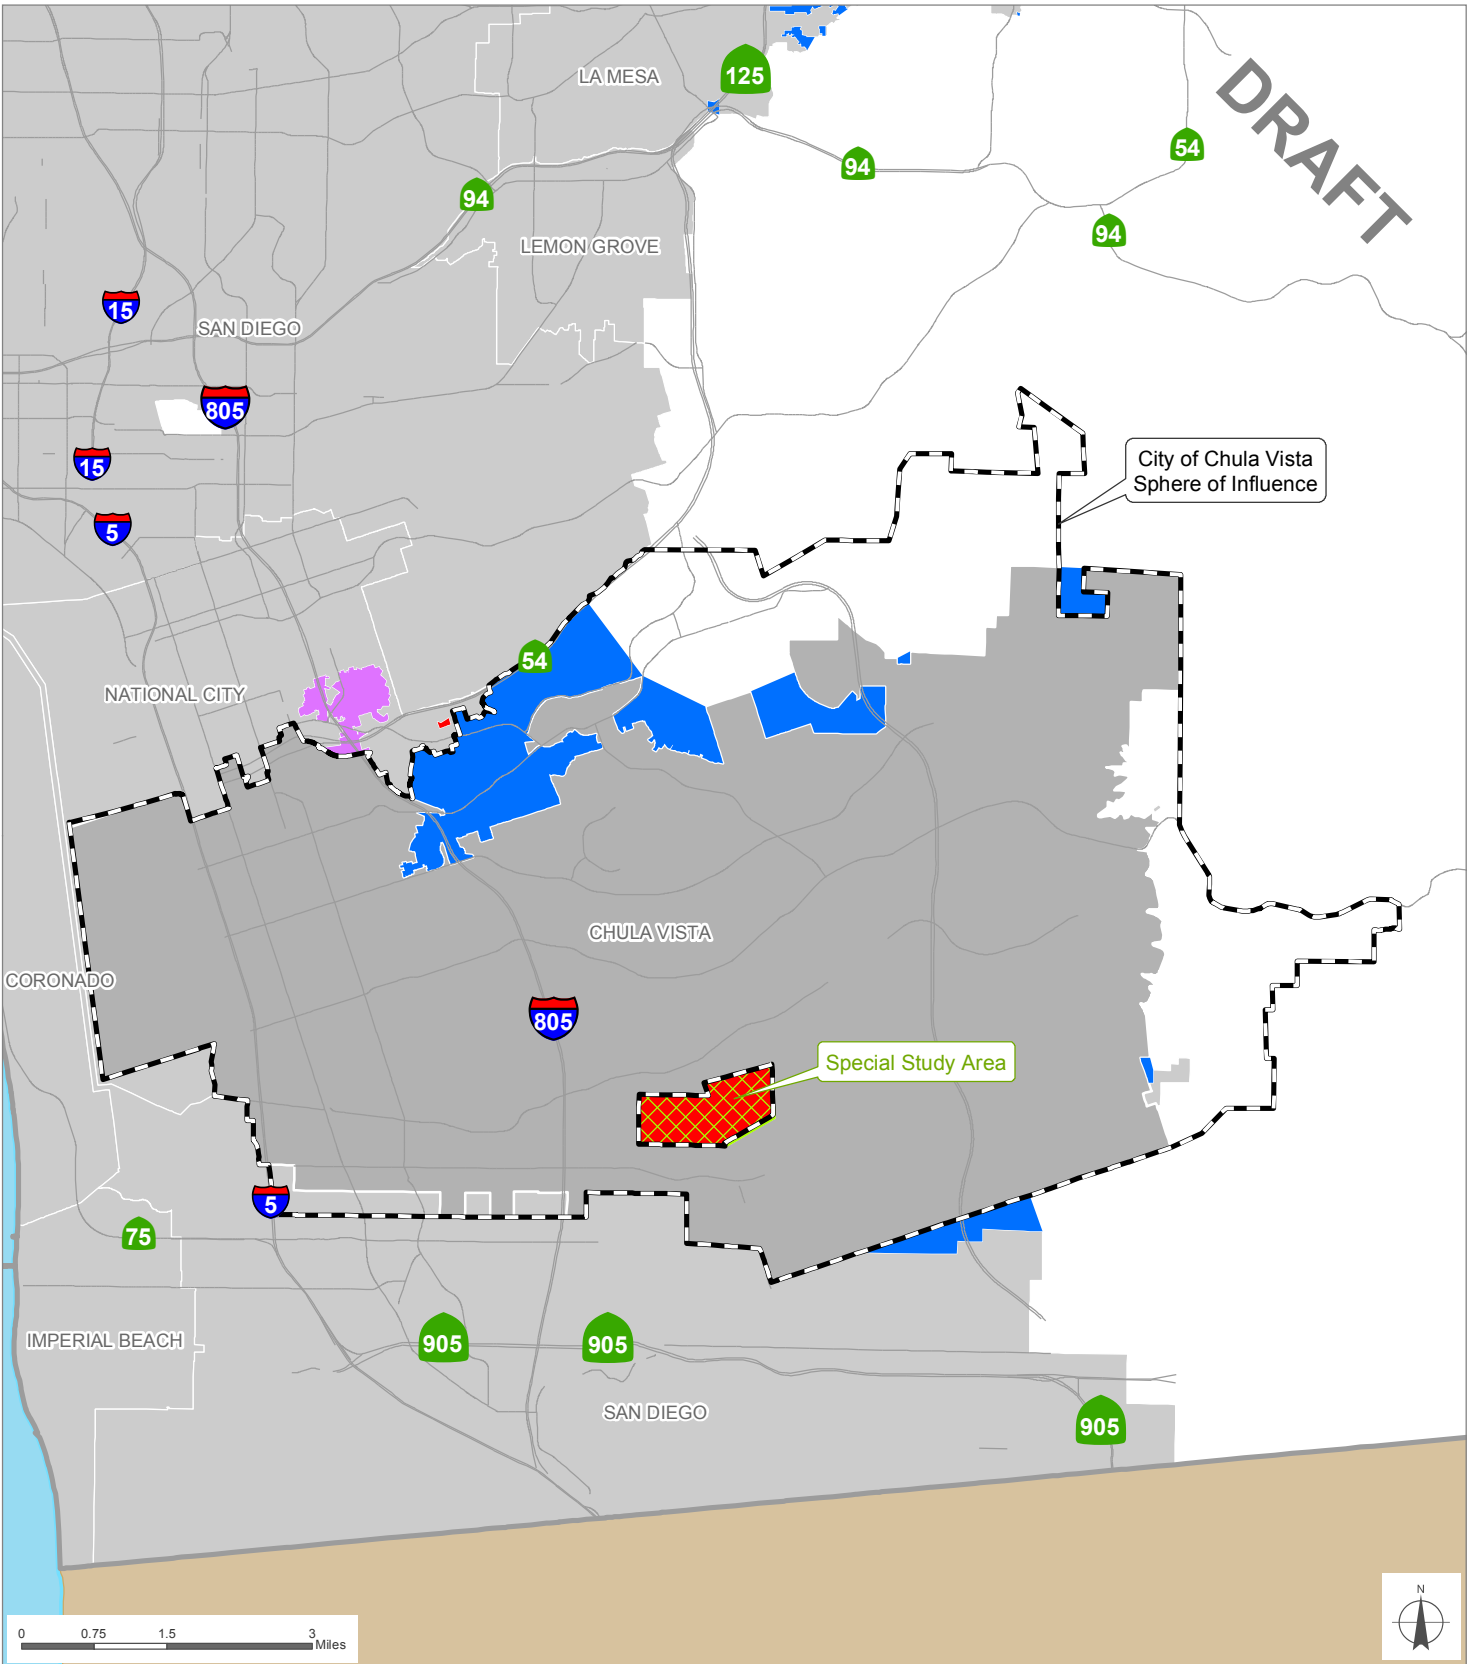 LA MESA
125
DRAFT
94
54
94
LEMON GROVE
94
15
SAN DIEGO
805
City of Chula Vista
Sphere of Influence
15
5
54
NATIONAL CITY
CHULA VISTA
CORONADO
805
Special Study Area
5
75
IMPERIAL BEACH
905
905
SAN DIEGO
905
N
0 0.75 1.5 3
Miles